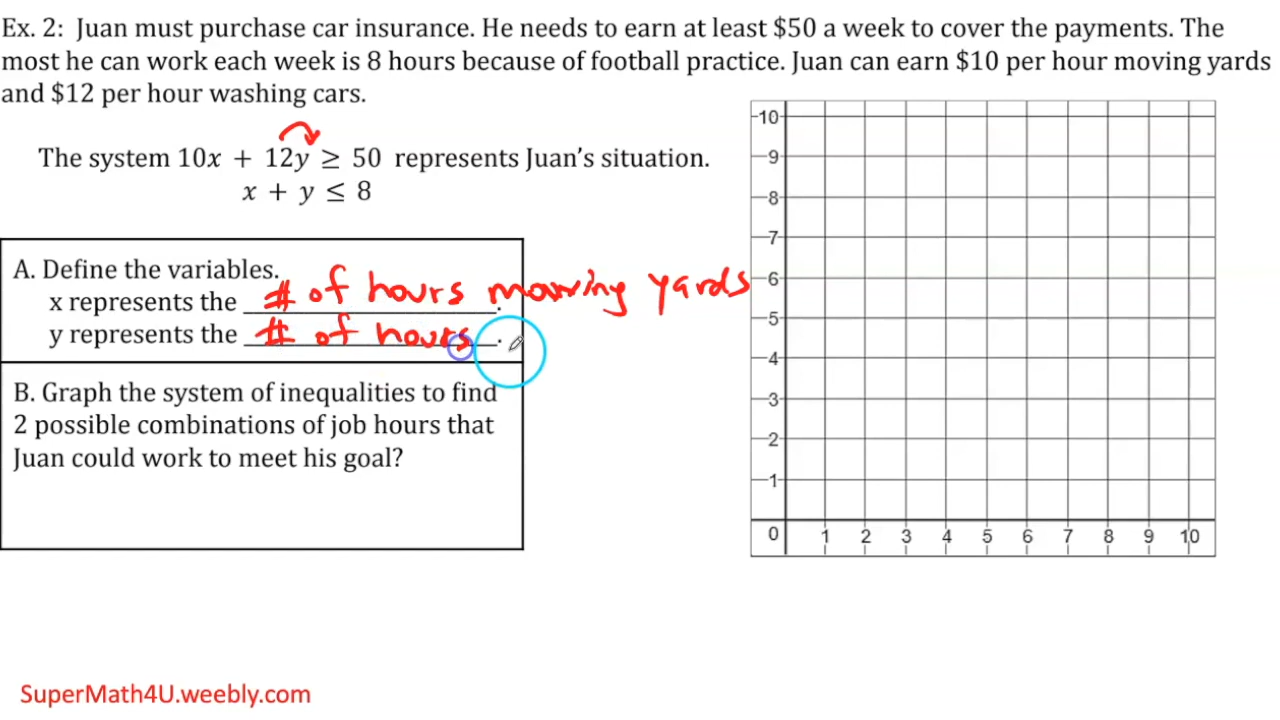 Ex. 2: Juan must purchase car insurance. He needs to earn at least $50 a week to cover the payments. The
most he can work each week is 8 hours because of football practice. Juan can earn $10 per hour moving yards
and $12 per hour washing cars.
The system 10x + 12y ≥ 50 represents Juan's situation.
x + y ≤ 8
A. Define the variables.
x represents the # of hours mowing yards.
y represents the # of hours.
B. Graph the system of inequalities to find
2 possible combinations of job hours that
Juan could work to meet his goal?
10
9
8
7
6
5
4
3
2
1
0 1 2 3 4 5 6 7 8 9 10
SuperMath4U.weebly.com